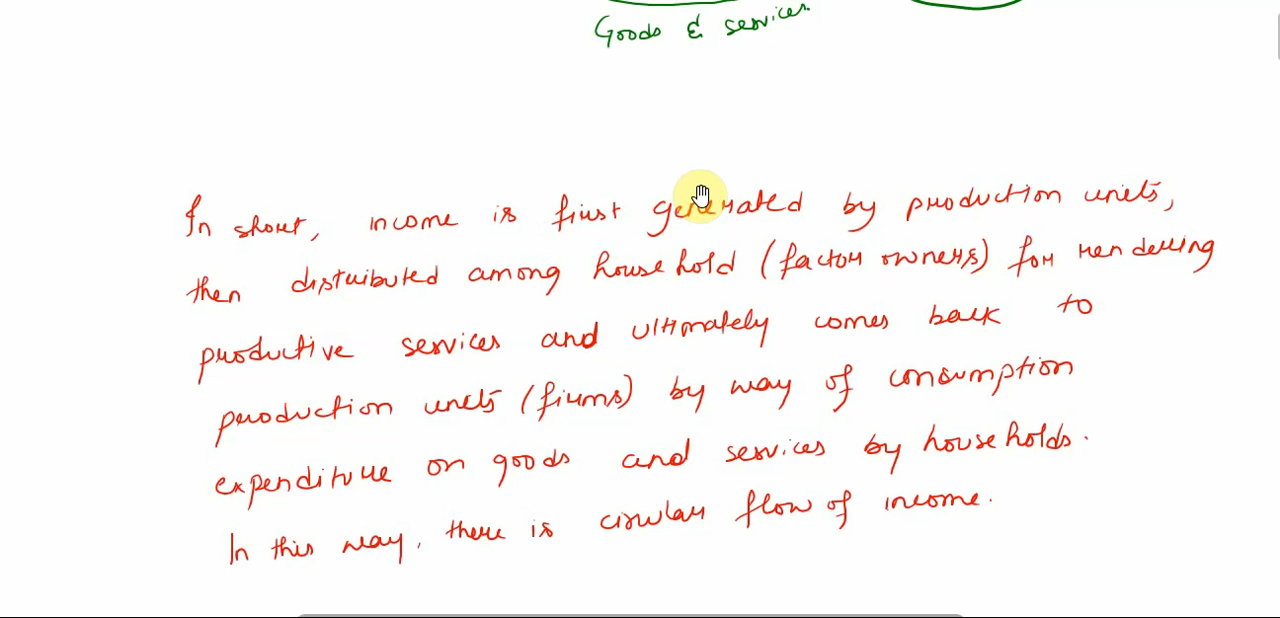 Goods & services
In short, income is first generated by production units,
then distributed among household (factor owners) for rendering
productive services and ultimately comes back to
production units (firms) by way of consumption
expenditure on goods and services by households.
In this way, there is circular flow of income.